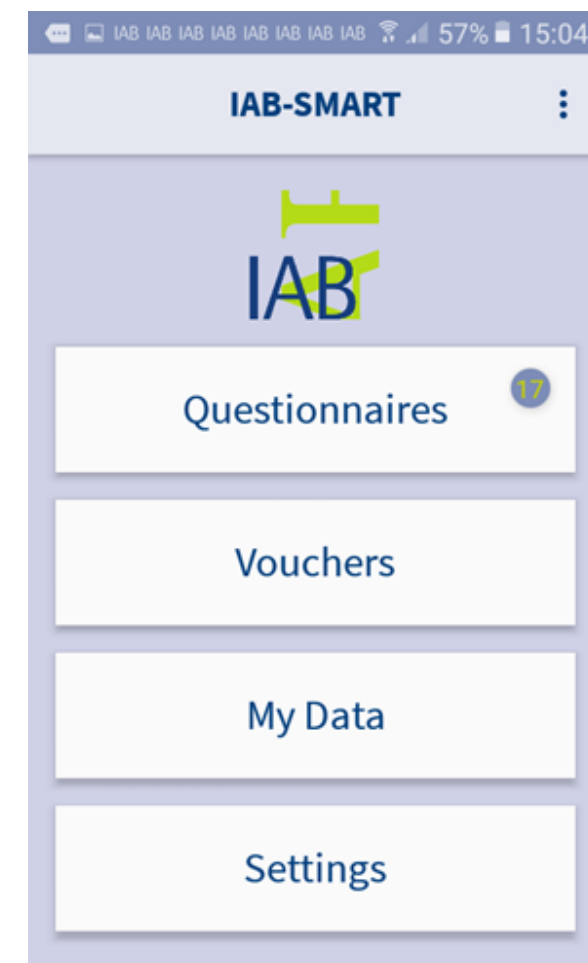 IAB IAB IAB IAB IAB IAB IAB IAB 57% 15:04
IAB-SMART
IAB
Questionnaires 17
Vouchers
My Data
Settings